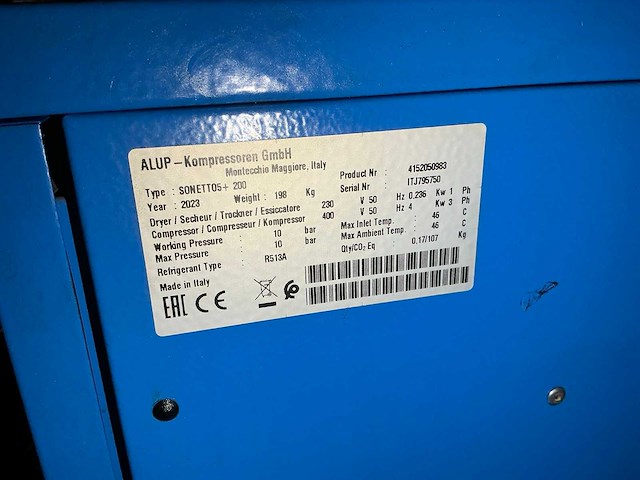 ALUP-Kompressoren GmbH
Montecchio Maggiore, Italy
Type : SONETTO5+ 200
Year : 2023 Weight : 198 Kg
Product Nr : 4152050983
Serial Nr : ITJ795750
Dryer / Secheur / Trockner / Essiccatore 230 V 50 Hz 0.236 Kw 1 Ph
Compressor / Compresseur / Kompressor 400 V 50 Hz 4 Kw 3 Ph
Working Pressure : 10 bar Max Inlet Temp. : 46 C
Max Pressure : 10 bar Max Ambient Temp. : 46 C
Refrigerant Type : R513A Qty/CO2 Eq : 0,17/107 Kg
Made in Italy
EAC CE